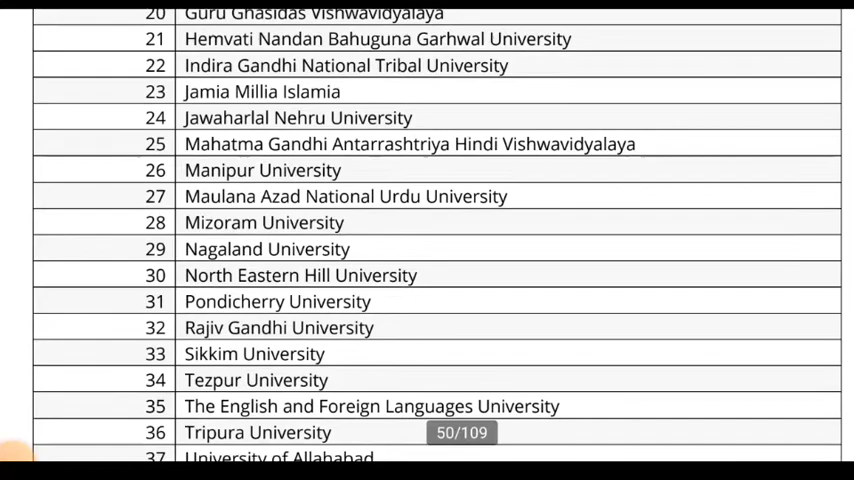 20 Guru Ghasidas Vishwavidyalaya
21 Hemvati Nandan Bahuguna Garhwal University
22 Indira Gandhi National Tribal University
23 Jamia Millia Islamia
24 Jawaharlal Nehru University
25 Mahatma Gandhi Antarrashtriya Hindi Vishwavidyalaya
26 Manipur University
27 Maulana Azad National Urdu University
28 Mizoram University
29 Nagaland University
30 North Eastern Hill University
31 Pondicherry University
32 Rajiv Gandhi University
33 Sikkim University
34 Tezpur University
35 The English and Foreign Languages University
36 Tripura University 50/109
37 University of Allahabad